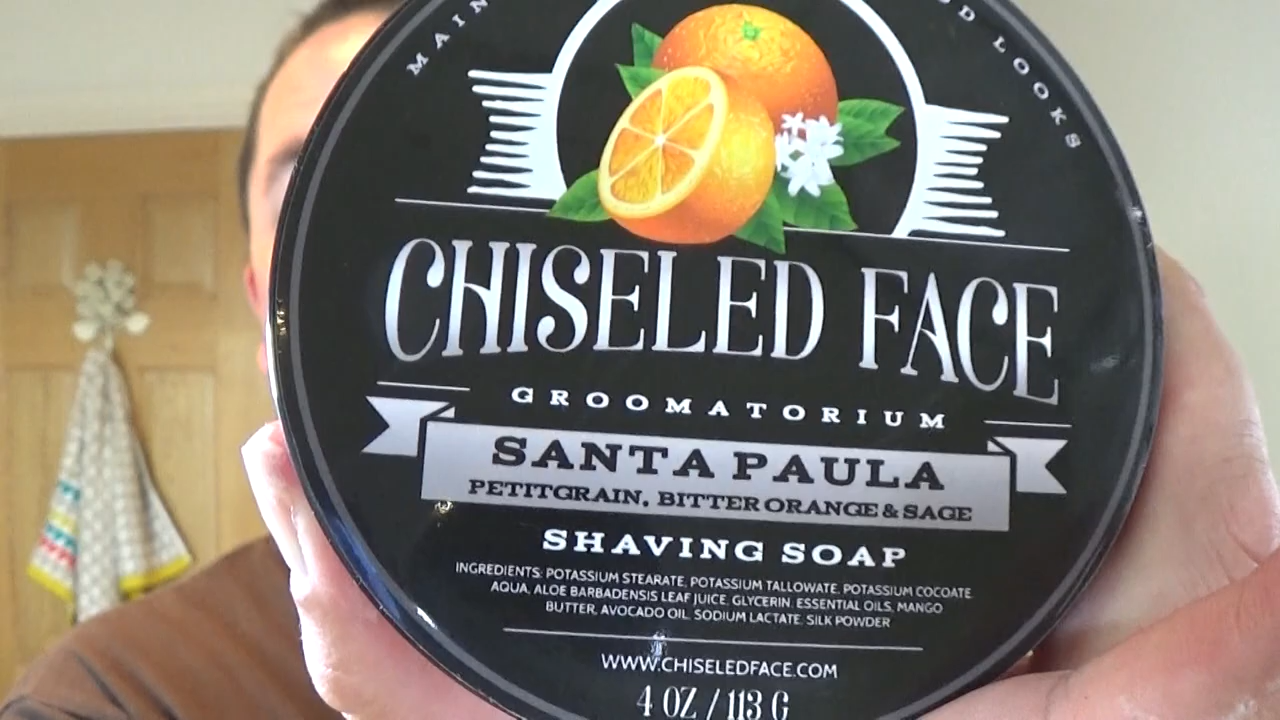 MAIN
D LOOKS
CHISELED FACE
GROOMATORIUM
SANTA PAULA
PETITGRAIN, BITTER ORANGE & SAGE
SHAVING SOAP
INGREDIENTS: POTASSIUM STEARATE, POTASSIUM TALLOWATE, POTASSIUM COCOATE,
AQUA, ALOE BARBADENSIS LEAF JUICE, GLYCERIN, ESSENTIAL OILS, MANGO
BUTTER, AVOCADO OIL, SODIUM LACTATE, SILK POWDER
WWW.CHISELEDFACE.COM
4 OZ / 113 G